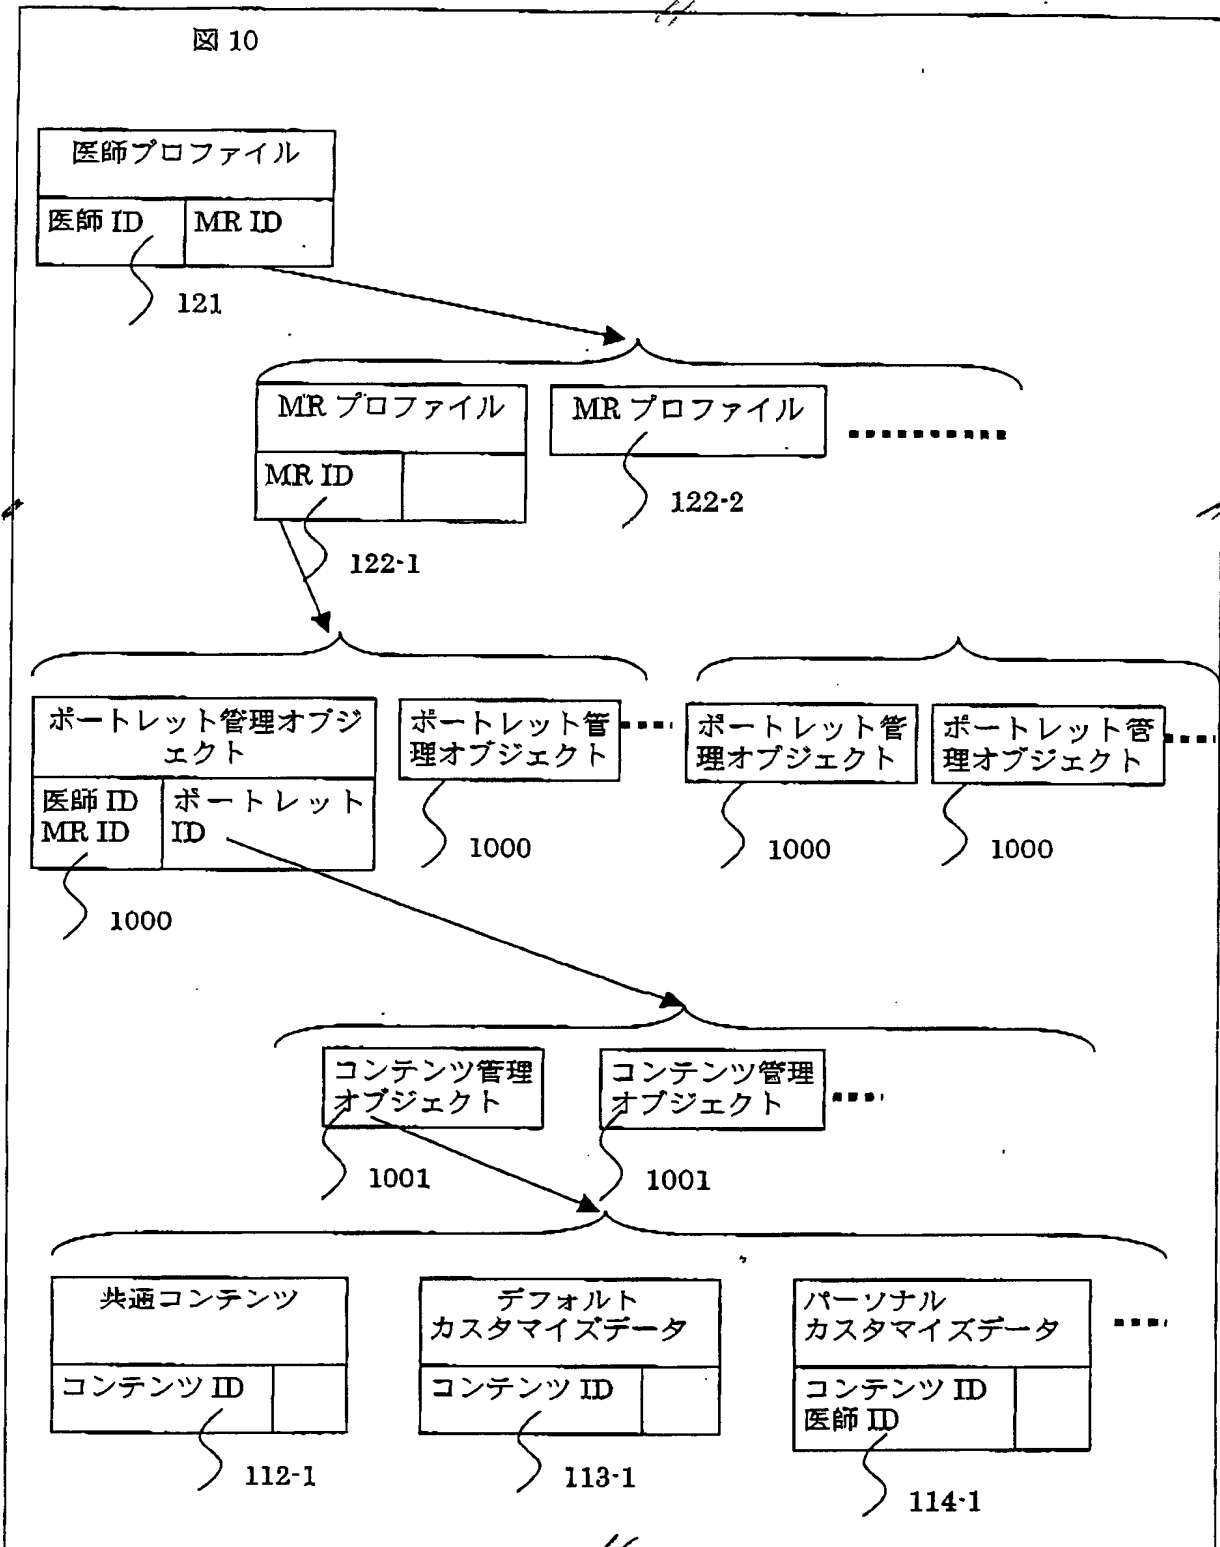 図 10
医師プロファイル
医師 ID
MR ID
121
MR プロファイル
MR ID
122-1
MR プロファイル
122-2
ポートレット管理オブジ
ェクト
医師 ID
MR ID
ポートレット
ID
1000
ポートレット管
理オブジェクト
1000
ポートレット管
理オブジェクト
1000
ポートレット管
理オブジェクト
1000
コンテンツ管理
オブジェクト
1001
コンテンツ管理
オブジェクト
1001
共通コンテンツ
コンテンツ ID
112-1
デフォルト
カスタマイズデータ
コンテンツ ID
113-1
パーソナル
カスタマイズデータ
コンテンツ ID
医師 ID
114-1